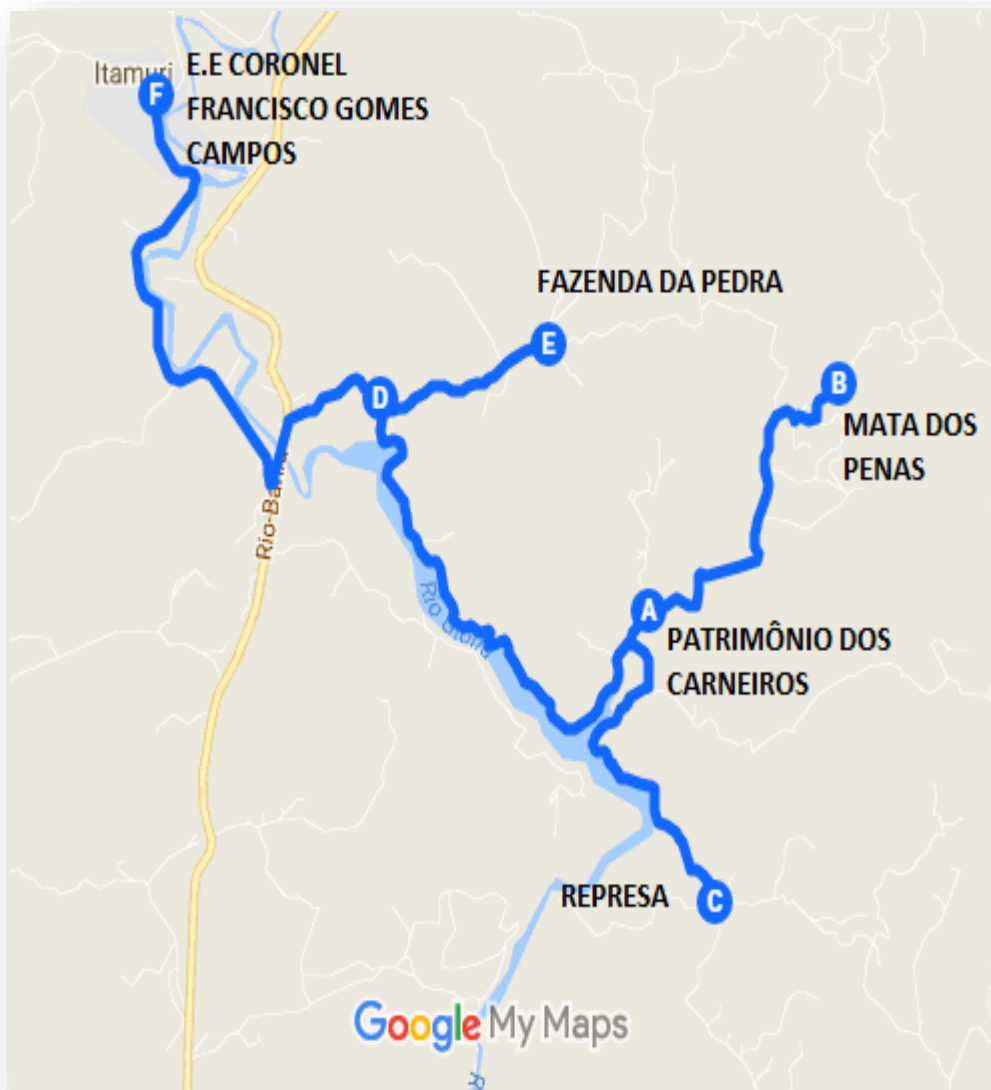 Itamuri
F
E.E CORONEL
FRANCISCO GOMES
CAMPOS
FAZENDA DA PEDRA
E
D
B
MATA DOS
PENAS
Rio-Bahia
A
PATRIMÔNIO DOS
CARNEIROS
Rio
REPRESA
C
Google My Maps
R